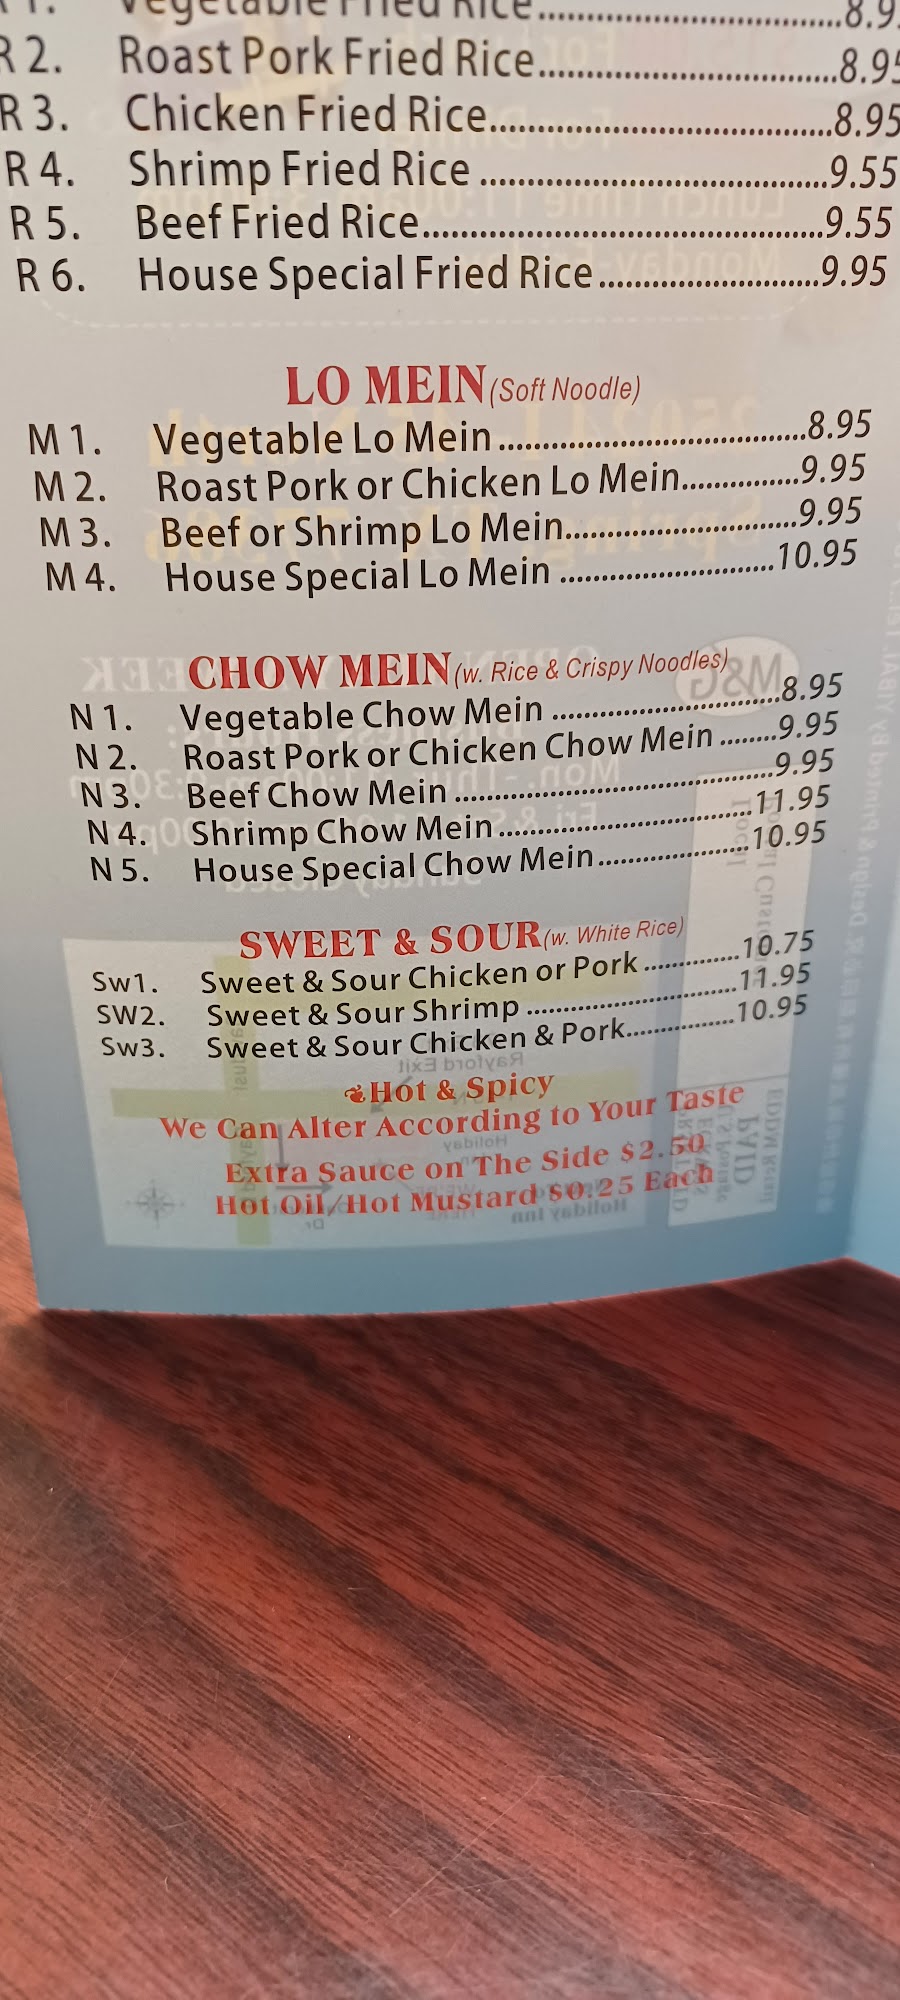 Vegetable Fried Rice
R 2. Roast Pork Fried Rice 8.95
R 3. Chicken Fried Rice 8.95
R 4. Shrimp Fried Rice 9.55
R 5. Beef Fried Rice 9.55
R 6. House Special Fried Rice 9.95
LO MEIN (Soft Noodle)
M 1. Vegetable Lo Mein 8.95
M 2. Roast Pork or Chicken Lo Mein 9.95
M 3. Beef or Shrimp Lo Mein 9.95
M 4. House Special Lo Mein 10.95
CHOW MEIN (w. Rice & Crispy Noodles)
N 1. Vegetable Chow Mein 8.95
N 2. Roast Pork or Chicken Chow Mein 9.95
N 3. Beef Chow Mein 9.95
N 4. Shrimp Chow Mein 11.95
N 5. House Special Chow Mein 10.95
SWEET & SOUR (w. White Rice)
Sw1. Sweet & Sour Chicken or Pork 10.75
SW2. Sweet & Sour Shrimp 11.95
Sw3. Sweet & Sour Chicken & Pork 10.95
Hot & Spicy
We Can Alter According to Your Taste
Extra Sauce on The Side $2.50
Hot Oil/Hot Mustard $0.25 Each